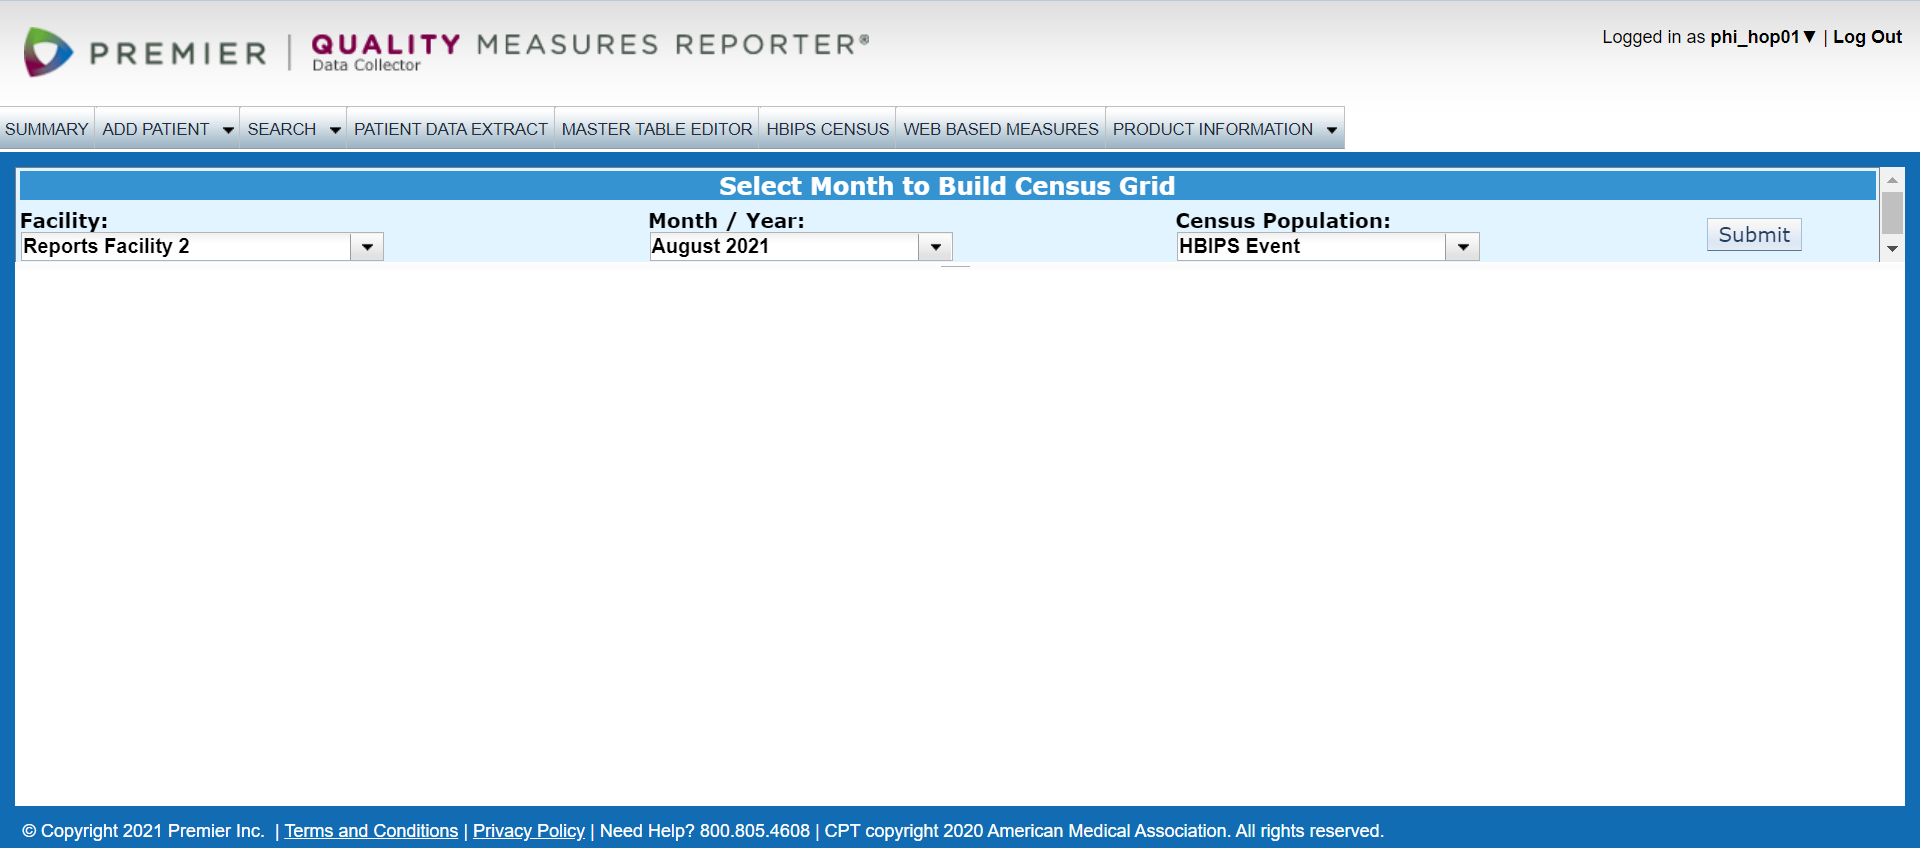 PREMIER | QUALITY MEASURES REPORTER®
Data Collector
Logged in as phi_hop01▼ | Log Out
SUMMARY ADD PATIENT SEARCH PATIENT DATA EXTRACT MASTER TABLE EDITOR HBIPS CENSUS WEB BASED MEASURES PRODUCT INFORMATION
Select Month to Build Census Grid
Facility: Month / Year: Census Population:
Reports Facility 2 August 2021 HBIPS Event Submit
© Copyright 2021 Premier Inc. | Terms and Conditions | Privacy Policy | Need Help? 800.805.4608 | CPT copyright 2020 American Medical Association. All rights reserved.